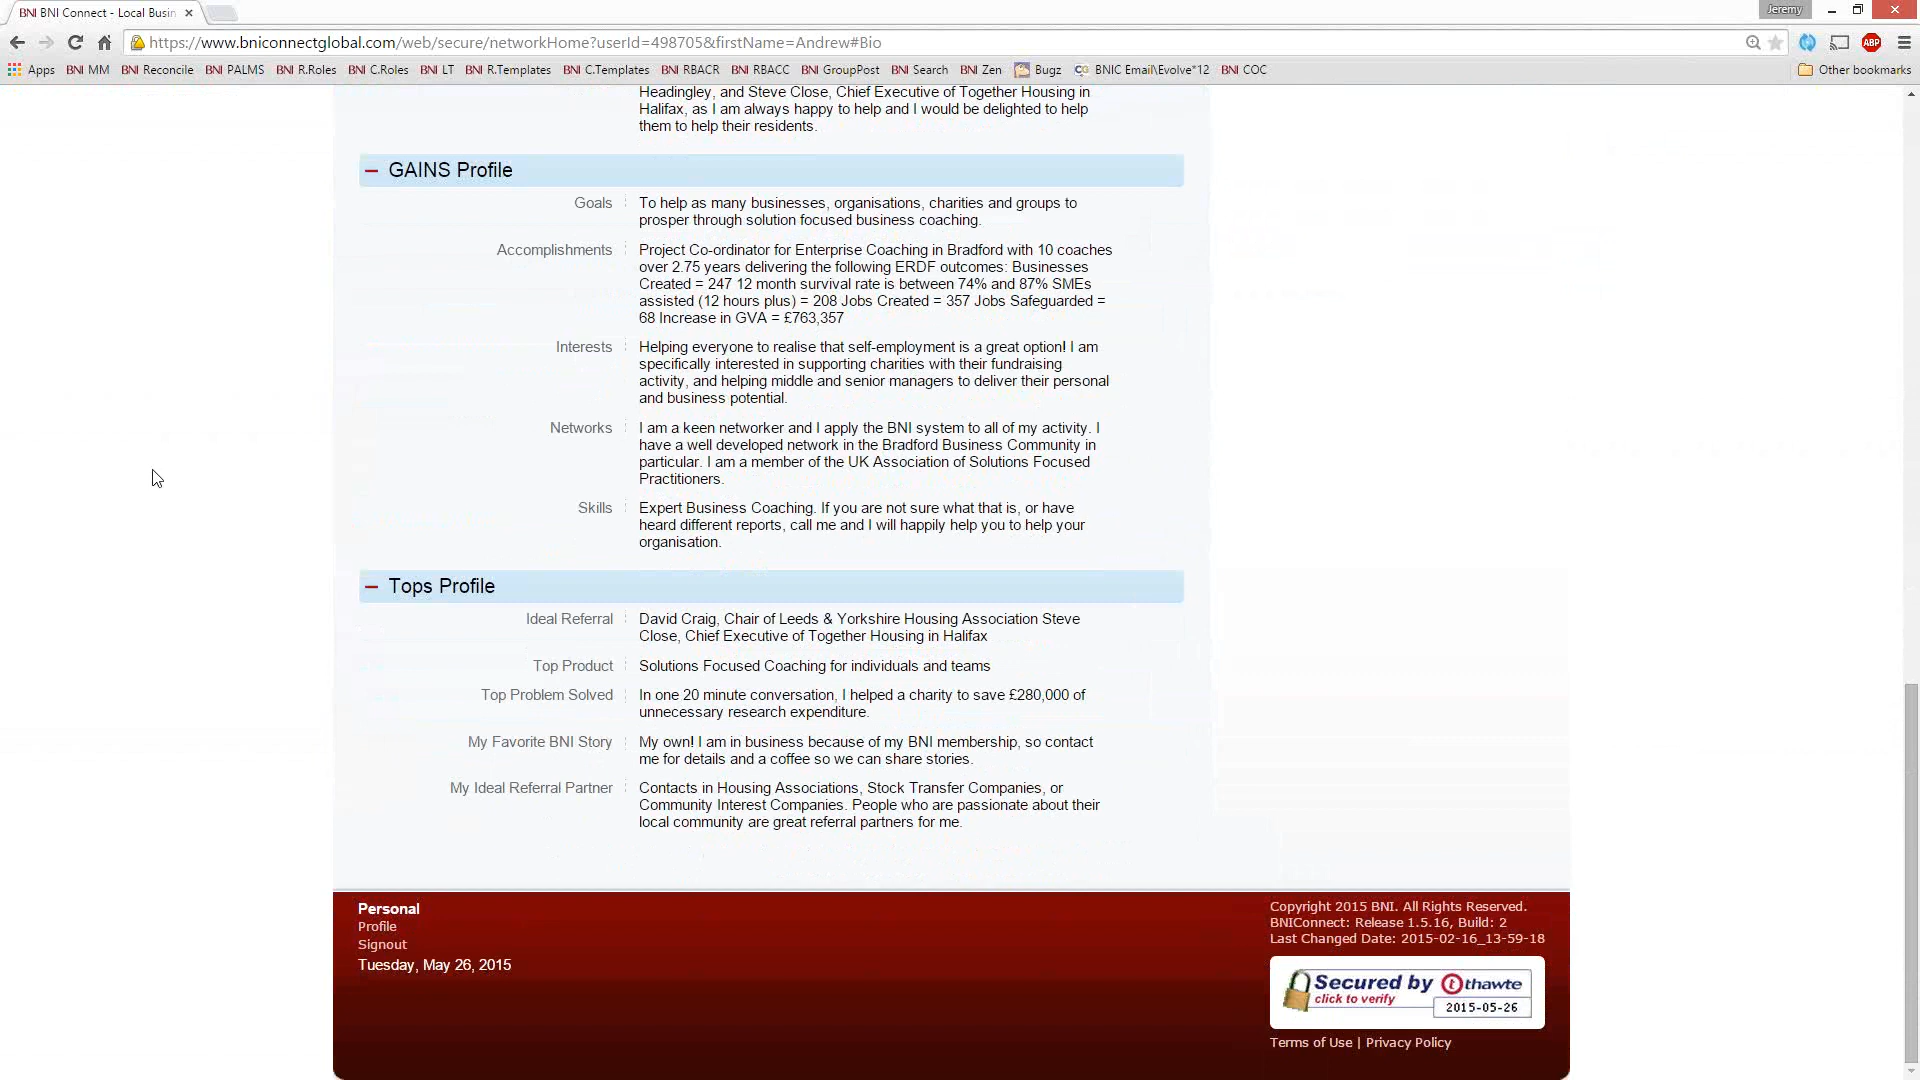 BNI BNI Connect - Local Busin
Jeremy
https://www.bniconnectglobal.com/web/secure/networkHome?userId=498705&firstName=Andrew#Bio
ABP
Apps BNI MM BNI Reconcile BNI PALMS BNI R.Roles BNI C.Roles BNI LT BNI R.Templates BNI C.Templates BNI RBACR BNI RBACC BNI GroupPost BNI Search BNI Zen Bugz BNIC Email\Evolve*12 BNI COC Other bookmarks
Headingley, and Steve Close, Chief Executive of Together Housing in
Halifax, as I am always happy to help and I would be delighted to help
them to help their residents.
GAINS Profile
Goals To help as many businesses, organisations, charities and groups to
prosper through solution focused business coaching.
Accomplishments Project Co-ordinator for Enterprise Coaching in Bradford with 10 coaches
over 2.75 years delivering the following ERDF outcomes: Businesses
Created = 247 12 month survival rate is between 74% and 87% SMEs
assisted (12 hours plus) = 208 Jobs Created = 357 Jobs Safeguarded =
68 Increase in GVA = £763,357
Interests Helping everyone to realise that self-employment is a great option! I am
specifically interested in supporting charities with their fundraising
activity, and helping middle and senior managers to deliver their personal
and business potential.
Networks I am a keen networker and I apply the BNI system to all of my activity. I
have a well developed network in the Bradford Business Community in
particular. I am a member of the UK Association of Solutions Focused
Practitioners.
Skills Expert Business Coaching. If you are not sure what that is, or have
heard different reports, call me and I will happily help you to help your
organisation.
Tops Profile
Ideal Referral David Craig, Chair of Leeds & Yorkshire Housing Association Steve
Close, Chief Executive of Together Housing in Halifax
Top Product Solutions Focused Coaching for individuals and teams
Top Problem Solved In one 20 minute conversation, I helped a charity to save £280,000 of
unnecessary research expenditure.
My Favorite BNI Story My own! I am in business because of my BNI membership, so contact
me for details and a coffee so we can share stories.
My Ideal Referral Partner Contacts in Housing Associations, Stock Transfer Companies, or
Community Interest Companies. People who are passionate about their
local community are great referral partners for me.
Personal
Profile
Signout
Tuesday, May 26, 2015
Copyright 2015 BNI. All Rights Reserved.
BNIConnect: Release 1.5.16, Build: 2
Last Changed Date: 2015-02-16_13-59-18
Secured by thawte
click to verify
2015-05-26
Terms of Use | Privacy Policy